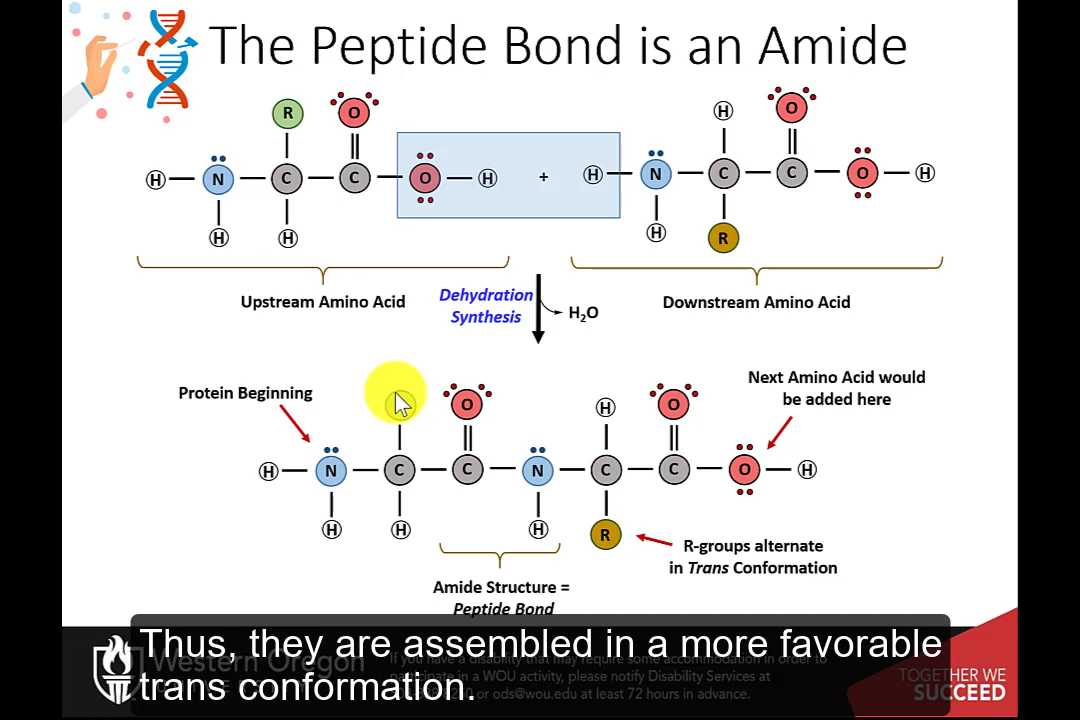 The Peptide Bond is an Amide
R O H O
H N C C O H + H N C C O H
H H H R
Upstream Amino Acid
Dehydration
Synthesis
H₂O
Downstream Amino Acid
Protein Beginning
Next Amino Acid would
be added here
O H O
H N C C N C C O H
H H H R
R-groups alternate
in Trans Conformation
Amide Structure =
Peptide Bond
Thus, they are assembled in a more favorable
trans conformation.
Western Oregon
If you have a disability that may require some accommodation in order to
participate in a WOU activity, please notify Disability Services at
or ods@wou.edu at least 72 hours in advance.
TOGETHER WE
SUCCEED